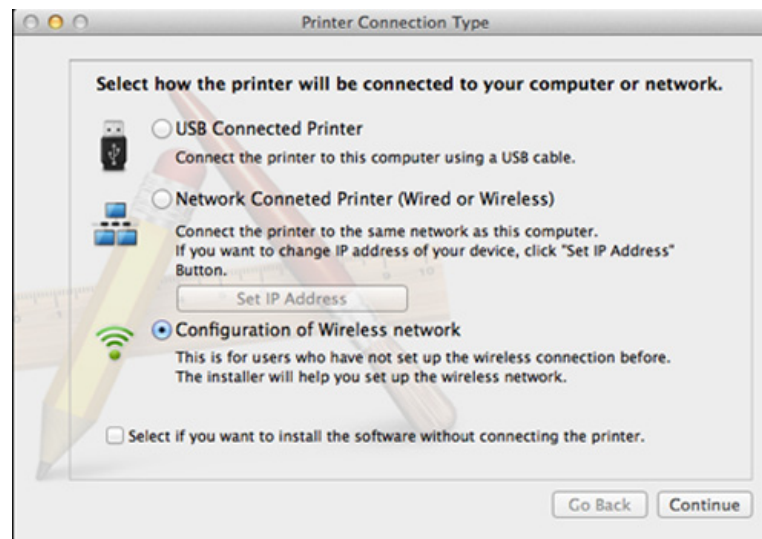 Printer Connection Type
Select how the printer will be connected to your computer or network.
USB Connected Printer
Connect the printer to this computer using a USB cable.
Network Conneted Printer (Wired or Wireless)
Connect the printer to the same network as this computer.
If you want to change IP address of your device, click "Set IP Address"
Button.
Set IP Address
Configuration of Wireless network
This is for users who have not set up the wireless connection before.
The installer will help you set up the wireless network.
Select if you want to install the software without connecting the printer.
Go Back Continue